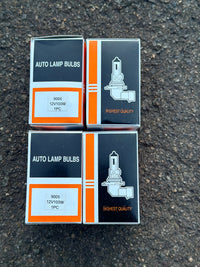 AUTO LAMP BULBS
9005
12V100W
1PC
HIGHEST QUALITY
AUTO LAMP BULBS
9005
12V100W
1PC
HIGHEST QUALITY